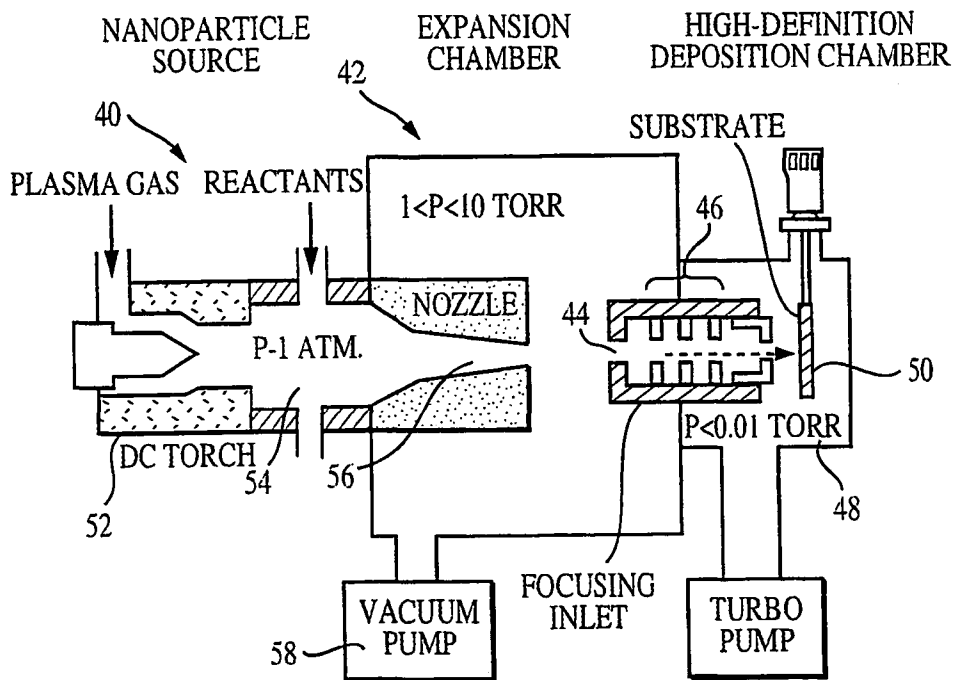 NANOPARTICLE
SOURCE
EXPANSION
CHAMBER
HIGH-DEFINITION
DEPOSITION CHAMBER
42
40
SUBSTRATE
PLASMA GAS
REACTANTS
1<P<10 TORR
46
NOZZLE
44
P-1 ATM.
50
P<0.01 TORR
DC TORCH
54
56
48
52
FOCUSING
INLET
VACUUM
PUMP
58
TURBO
PUMP